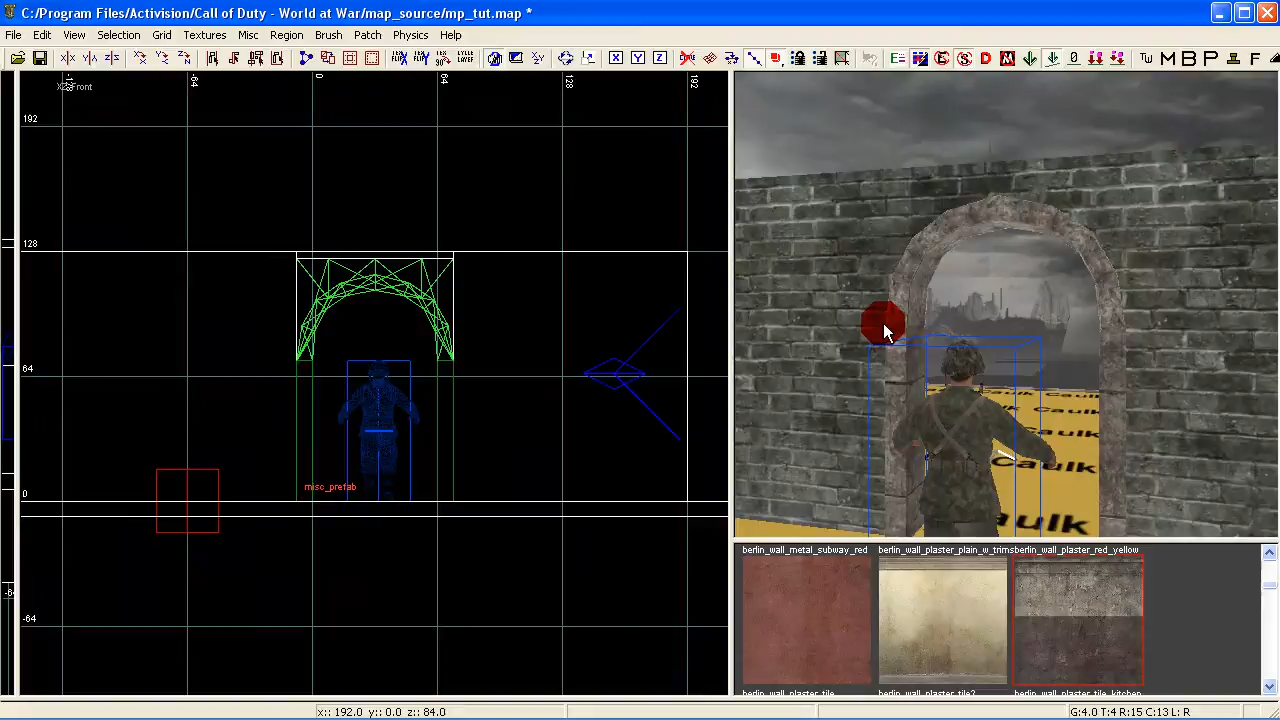 C:/Program Files/Activision/Call of Duty - World at War/map_source/mp_tut.map *
File Edit View Selection Grid Textures Misc Region Brush Patch Physics Help
Tu M B P F
-64 0 64 128 192
Front
192
128
64
0
-64
misc_prefab
Caulk
Caulk
Caulk
Caulk
aulk
berlin_wall_metal_subway_red berlin_wall_plaster_plain_w_trims berlin_wall_plaster_red_yellow
berlin_wall_plaster_tile berlin_wall_plaster_tile2 berlin_wall_plaster_tile_kitchen
x:: 192.0 y:: 0.0 z:: 84.0
G:4.0 T:4 R:15 C:13 L: R